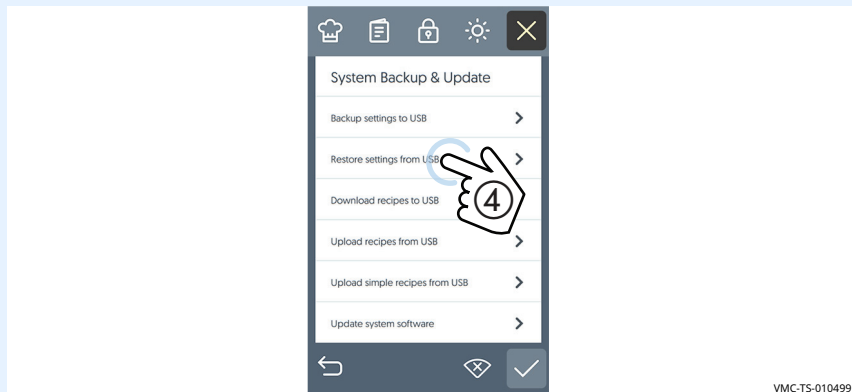 System Backup & Update
Backup settings to USB
Restore settings from USB
Download recipes to USB
4
Upload recipes from USB
Upload simple recipes from USB
Update system software
VMC-TS-010499